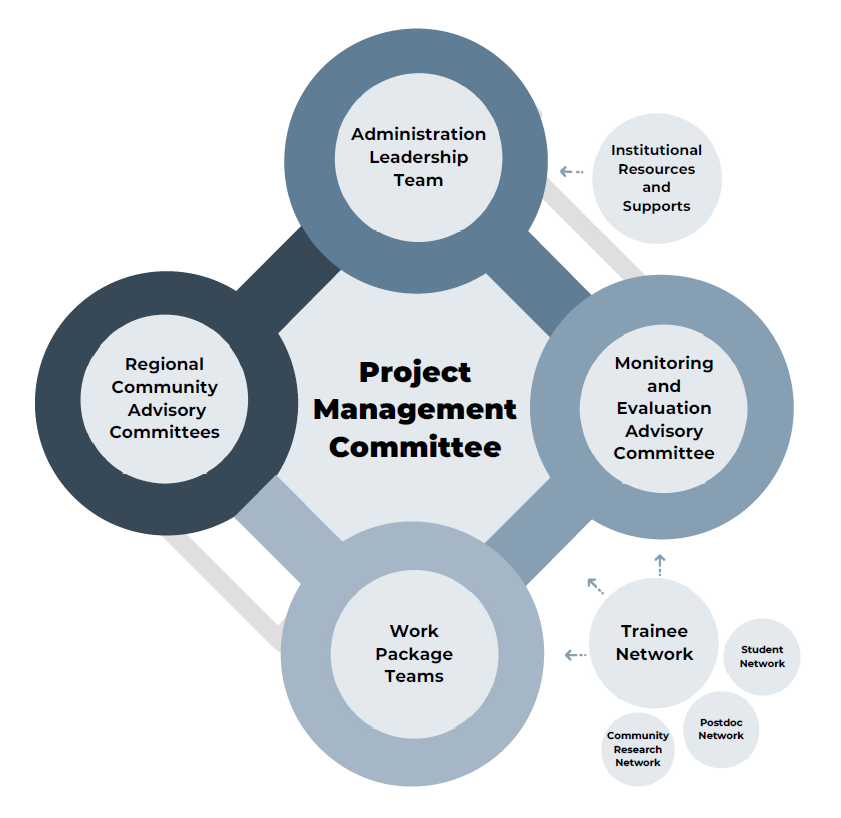 Administration
Leadership
Team
Institutional
Resources
and
Supports
Regional
Community
Advisory
Committees
Project
Management
Committee
Monitoring
and
Evaluation
Advisory
Committee
Work
Package
Teams
Trainee
Network
Student
Network
Postdoc
Network
Community
Research
Network